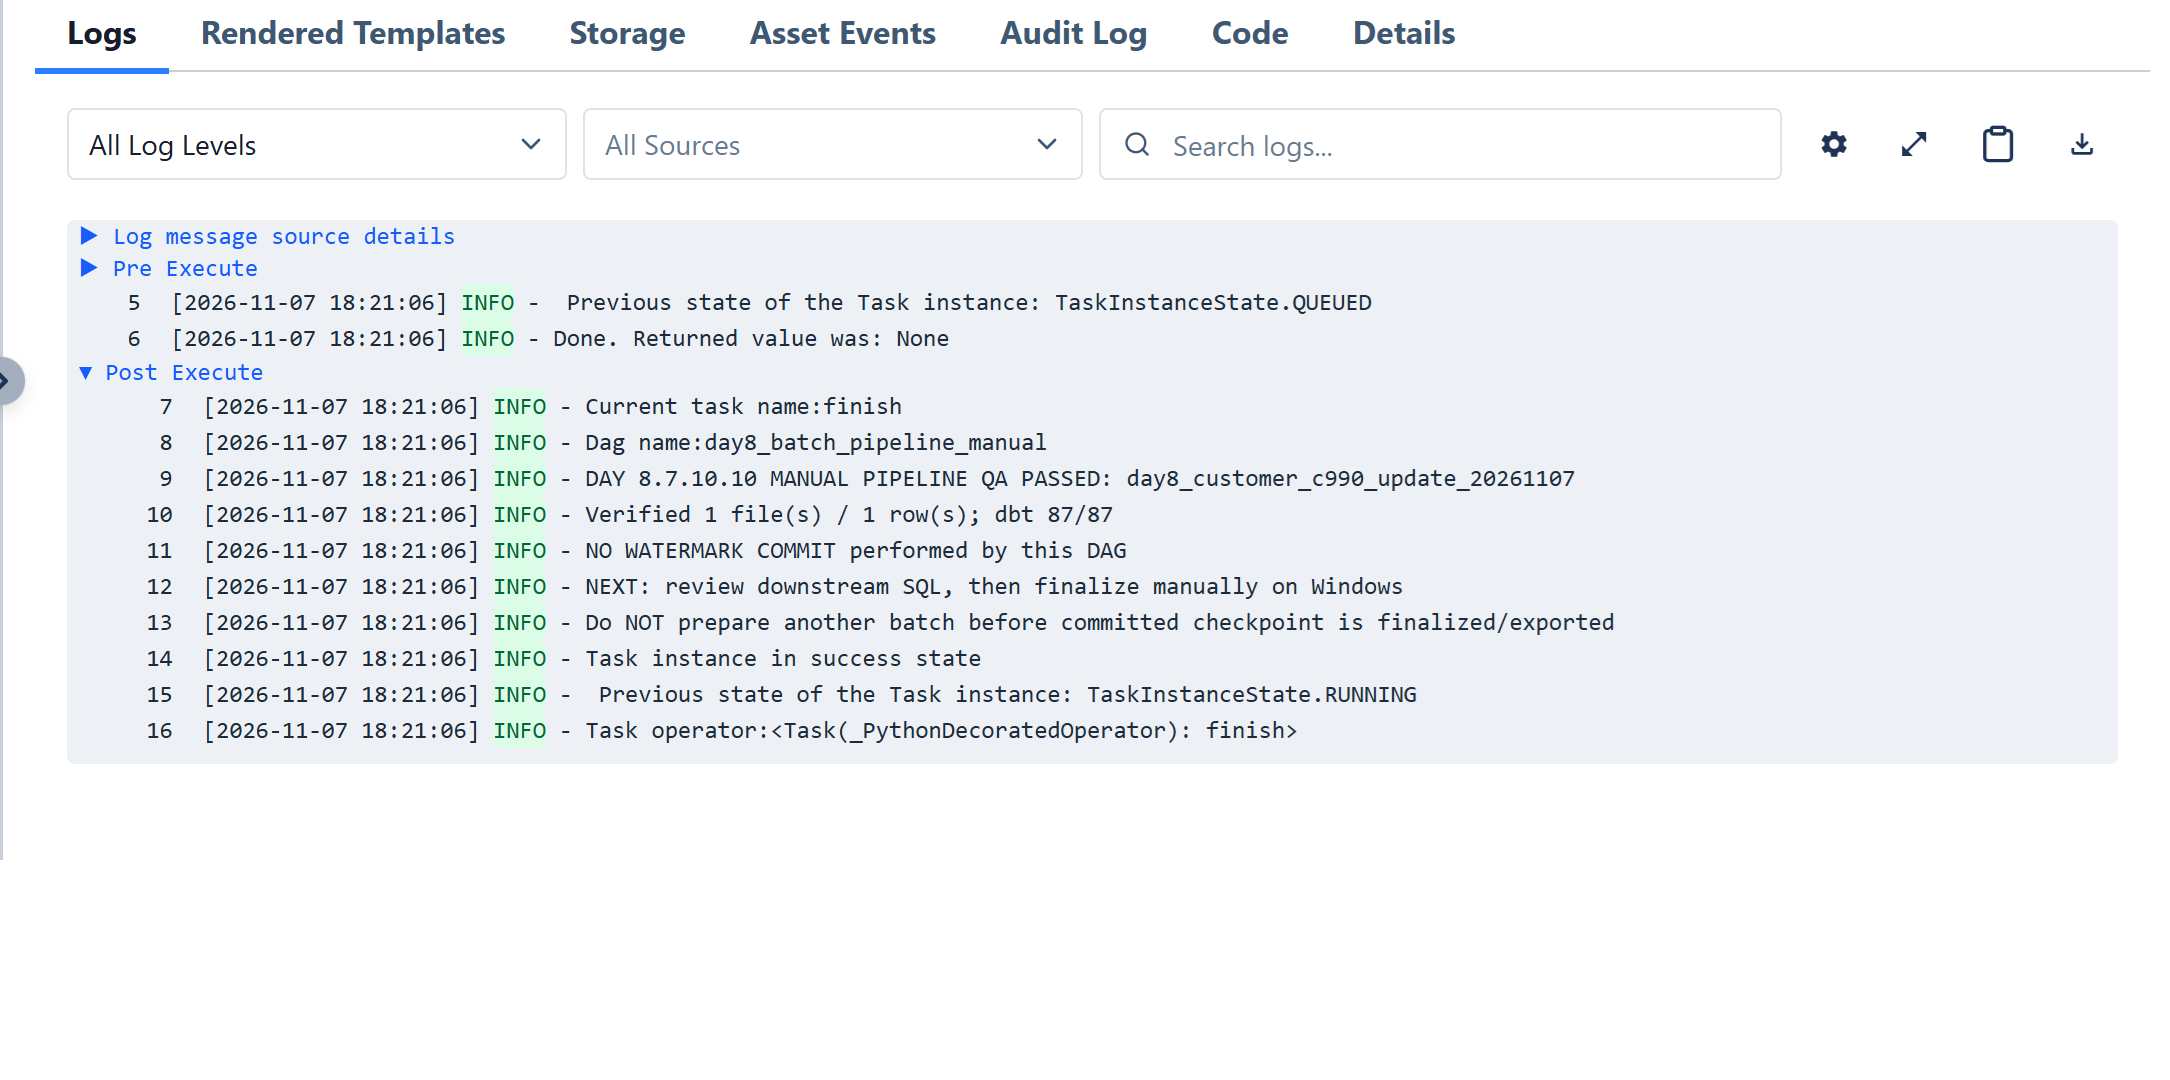 Logs Rendered Templates Storage Asset Events Audit Log Code Details
All Log Levels All Sources Search logs...
Log message source details
Pre Execute
5 [2026-11-07 18:21:06] INFO -  Previous state of the Task instance: TaskInstanceState.QUEUED
6 [2026-11-07 18:21:06] INFO - Done. Returned value was: None
Post Execute
7 [2026-11-07 18:21:06] INFO - Current task name:finish
8 [2026-11-07 18:21:06] INFO - Dag name:day8_batch_pipeline_manual
9 [2026-11-07 18:21:06] INFO - DAY 8.7.10.10 MANUAL PIPELINE QA PASSED: day8_customer_c990_update_20261107
10 [2026-11-07 18:21:06] INFO - Verified 1 file(s) / 1 row(s); dbt 87/87
11 [2026-11-07 18:21:06] INFO - NO WATERMARK COMMIT performed by this DAG
12 [2026-11-07 18:21:06] INFO - NEXT: review downstream SQL, then finalize manually on Windows
13 [2026-11-07 18:21:06] INFO - Do NOT prepare another batch before committed checkpoint is finalized/exported
14 [2026-11-07 18:21:06] INFO - Task instance in success state
15 [2026-11-07 18:21:06] INFO -  Previous state of the Task instance: TaskInstanceState.RUNNING
16 [2026-11-07 18:21:06] INFO - Task operator:<Task(_PythonDecoratedOperator): finish>